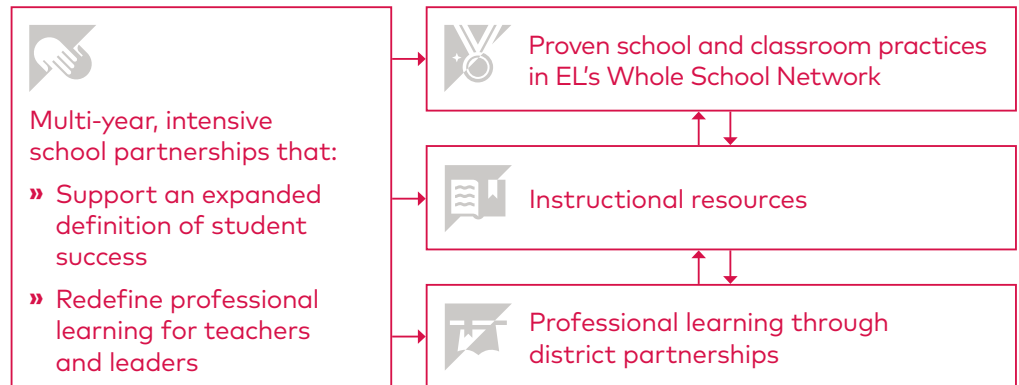 Multi-year, intensive
school partnerships that:
» Support an expanded
definition of student
success
» Redefine professional
learning for teachers
and leaders
Proven school and classroom practices
in EL’s Whole School Network
Instructional resources
Professional learning through
district partnerships